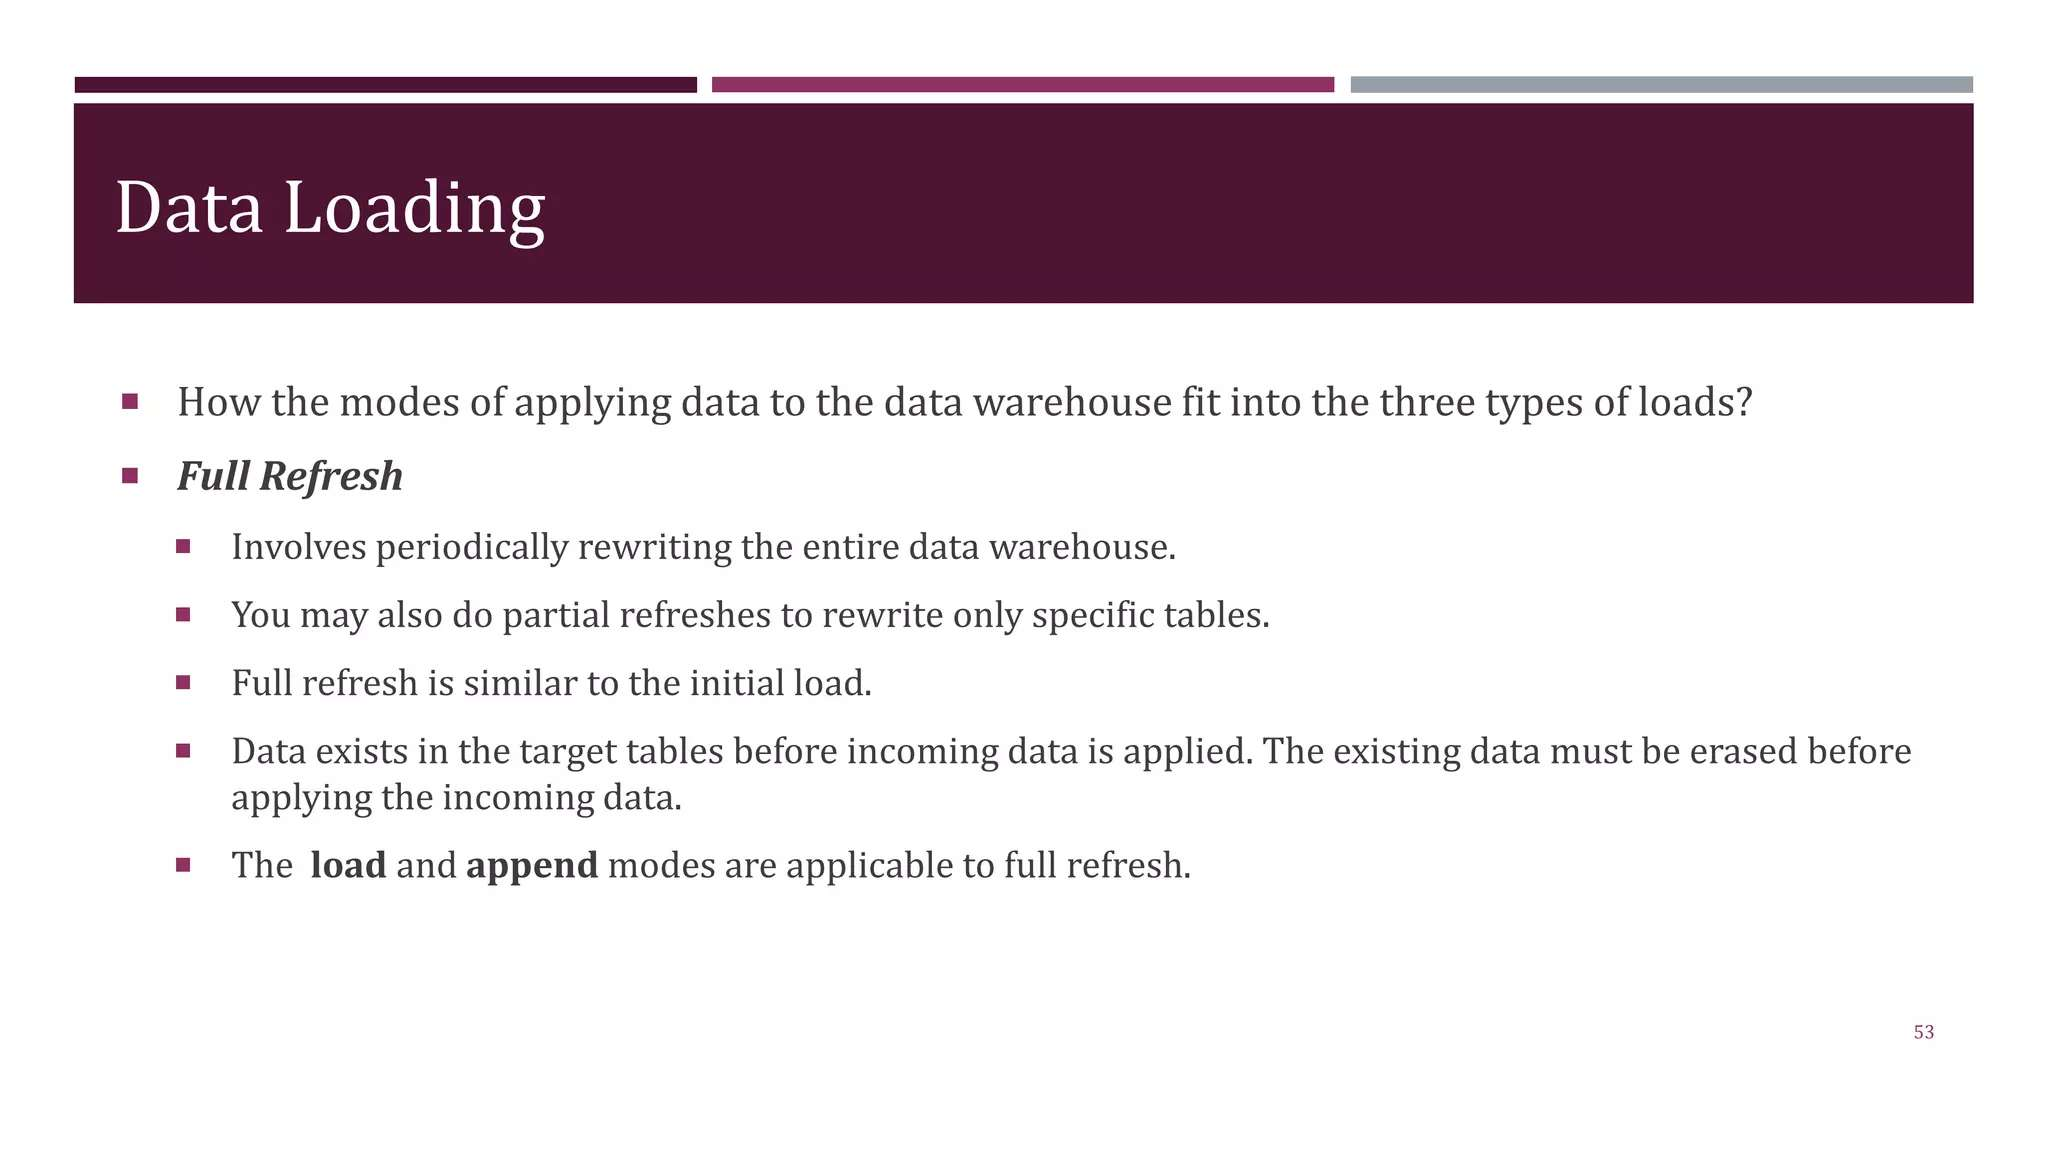 Data Loading
How the modes of applying data to the data warehouse fit into the three types of loads?
Full Refresh
Involves periodically rewriting the entire data warehouse.
You may also do partial refreshes to rewrite only specific tables.
Full refresh is similar to the initial load.
Data exists in the target tables before incoming data is applied. The existing data must be erased before
applying the incoming data.
The load and append modes are applicable to full refresh.
53